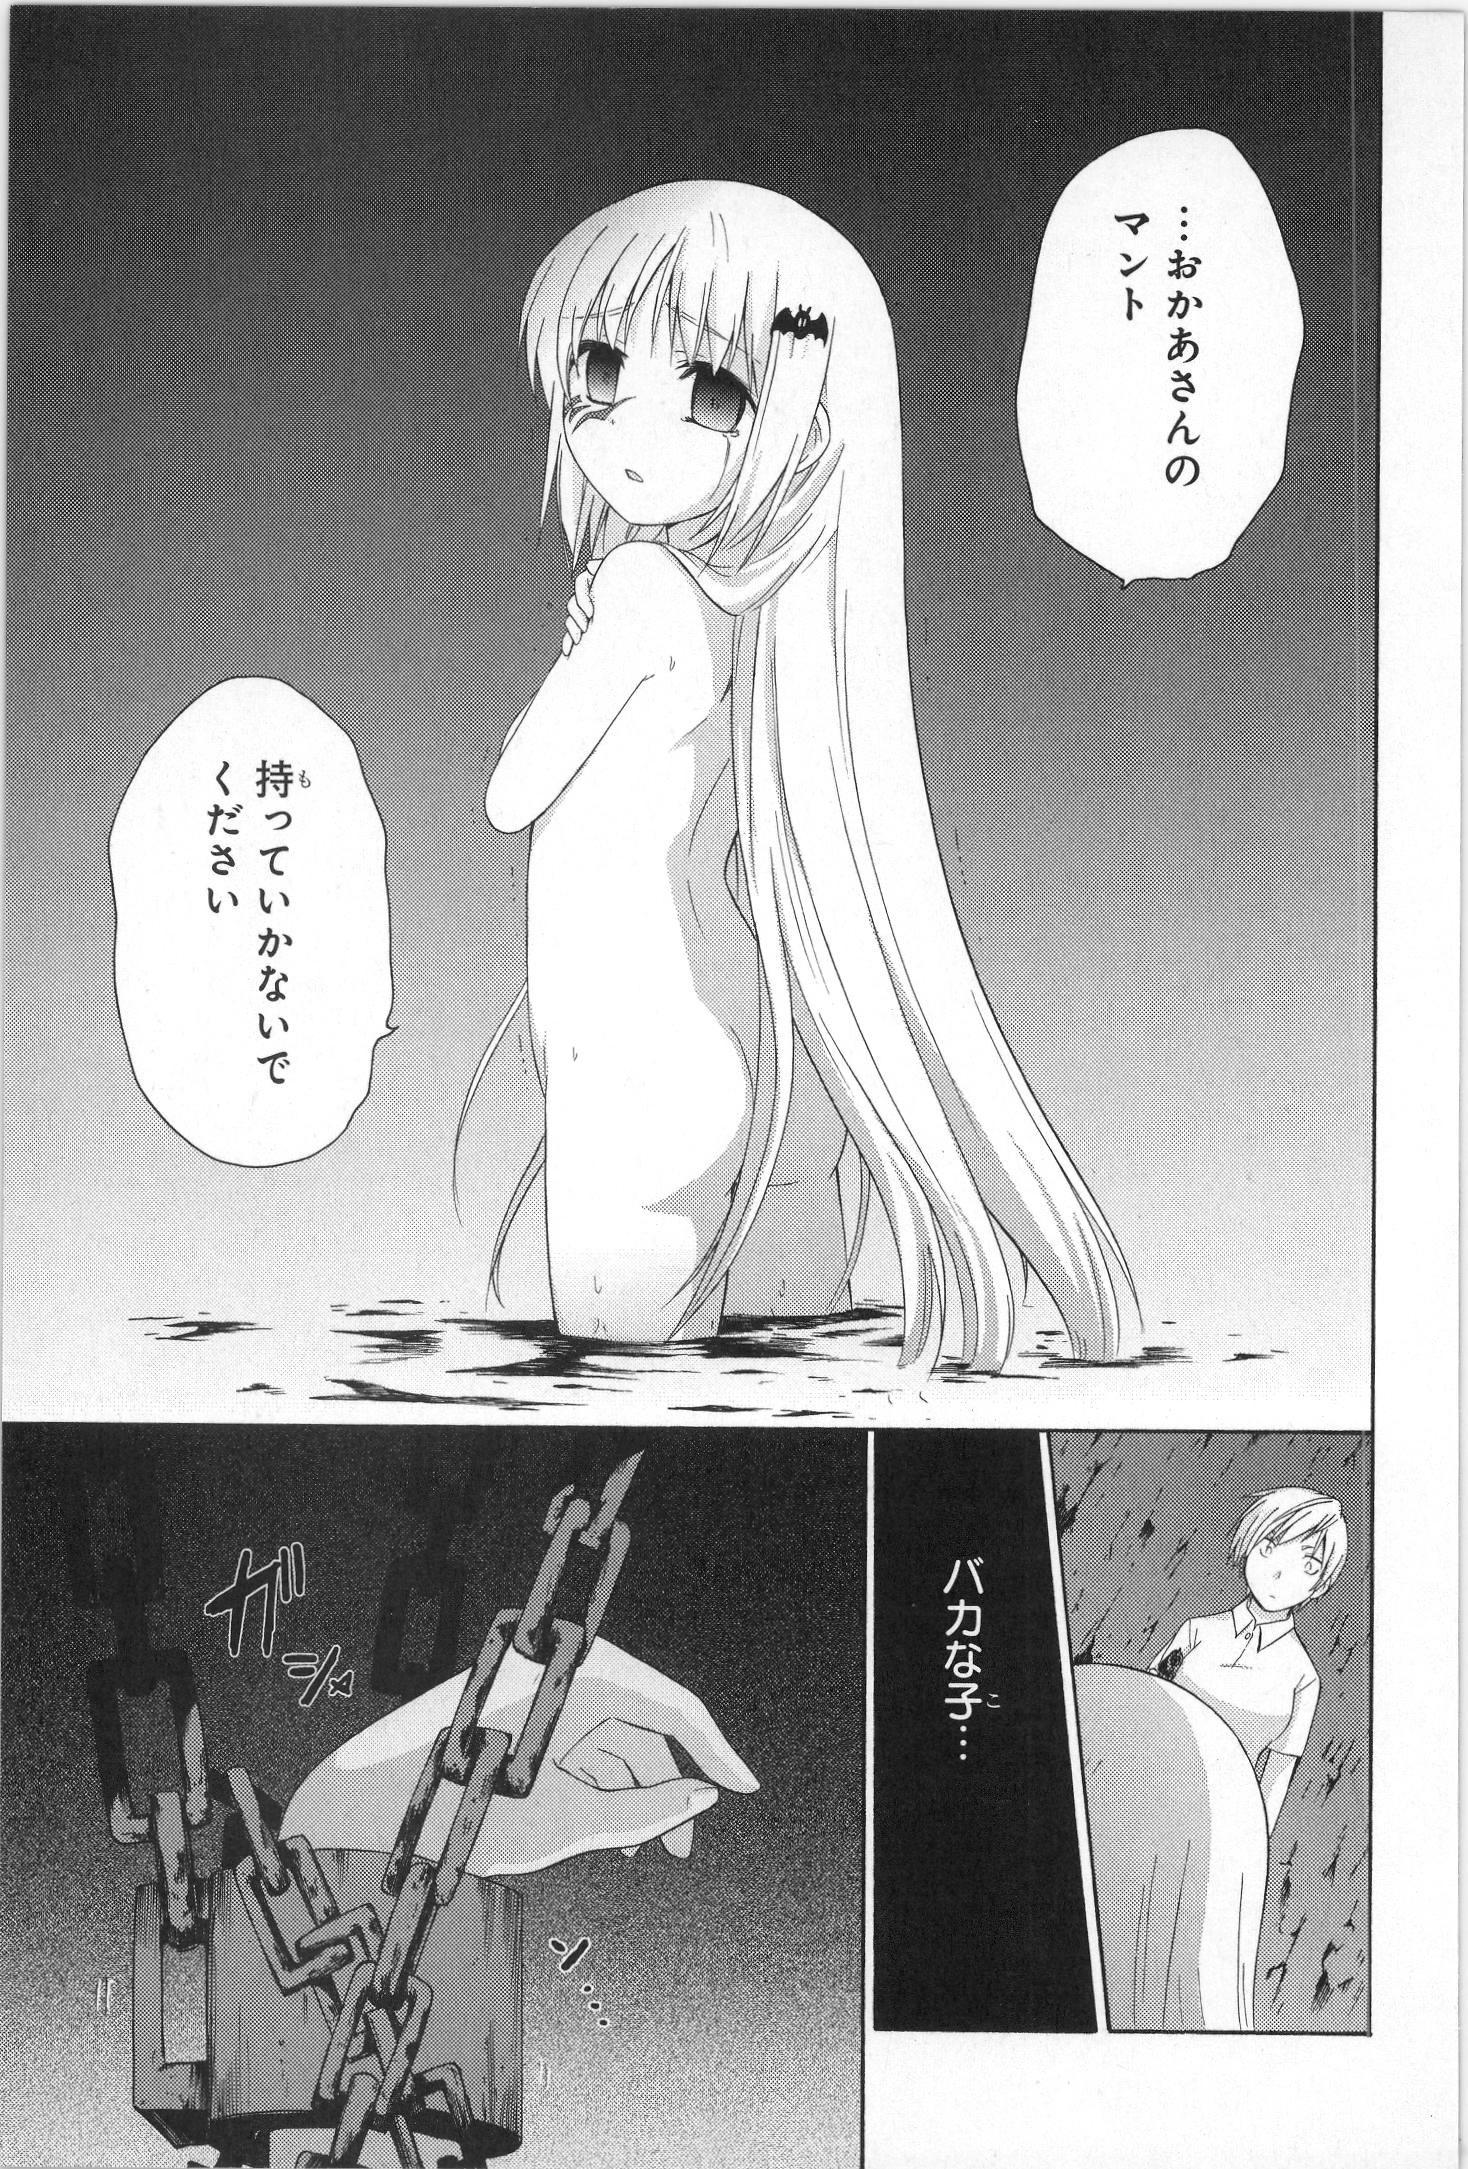 …おかあさんの
マント
持っていかないで
ください
バカな子…
ガシャ
ン…